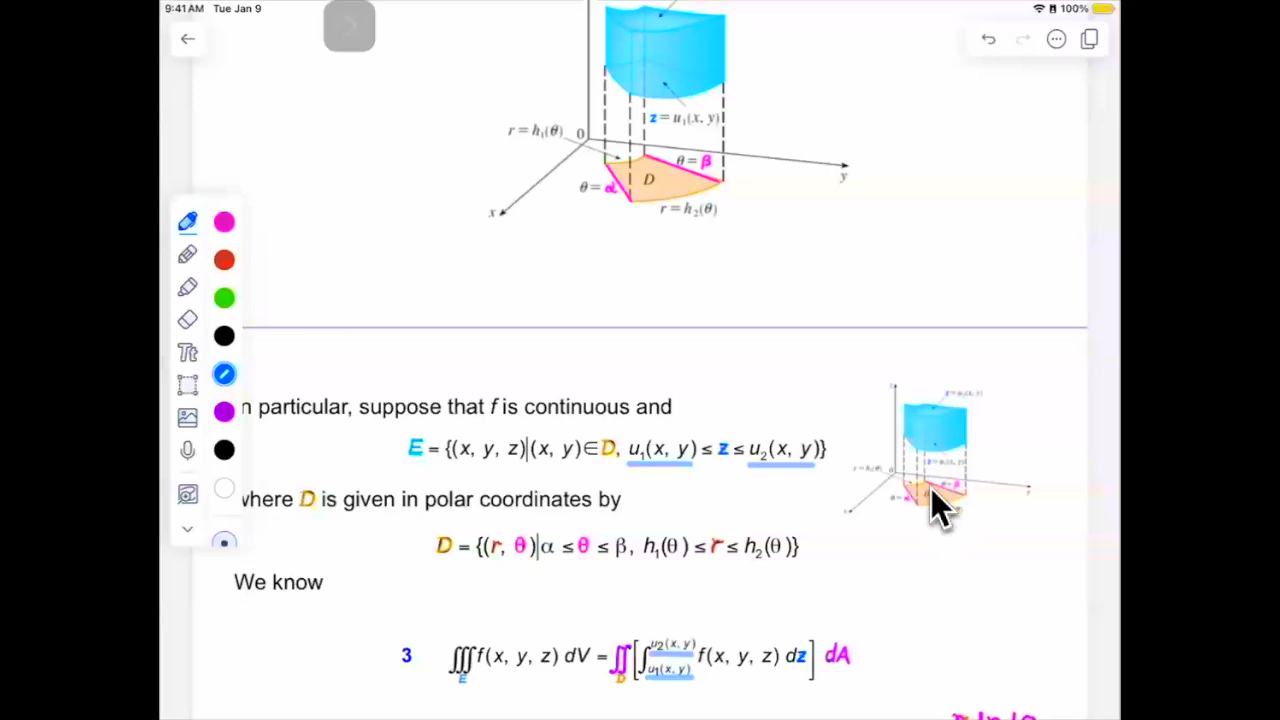 9:41 AM Tue Jan 9
100%
z = u₁(x, y)
r = h₁(θ)
0
θ = β
y
θ = α
D
x
r = h₂(θ)
Tt
n particular, suppose that f is continuous and
E = {(x, y, z)|(x, y)∈D, u₁(x, y) ≤ z ≤ u₂(x, y)}
where D is given in polar coordinates by
D = {(r, θ)|α ≤ θ ≤ β, h₁(θ) ≤ r ≤ h₂(θ)}
We know
3 ∭_E f(x, y, z) dV = ∬_D [∫_{u₁(x, y)}^{u₂(x, y)} f(x, y, z) dz] dA